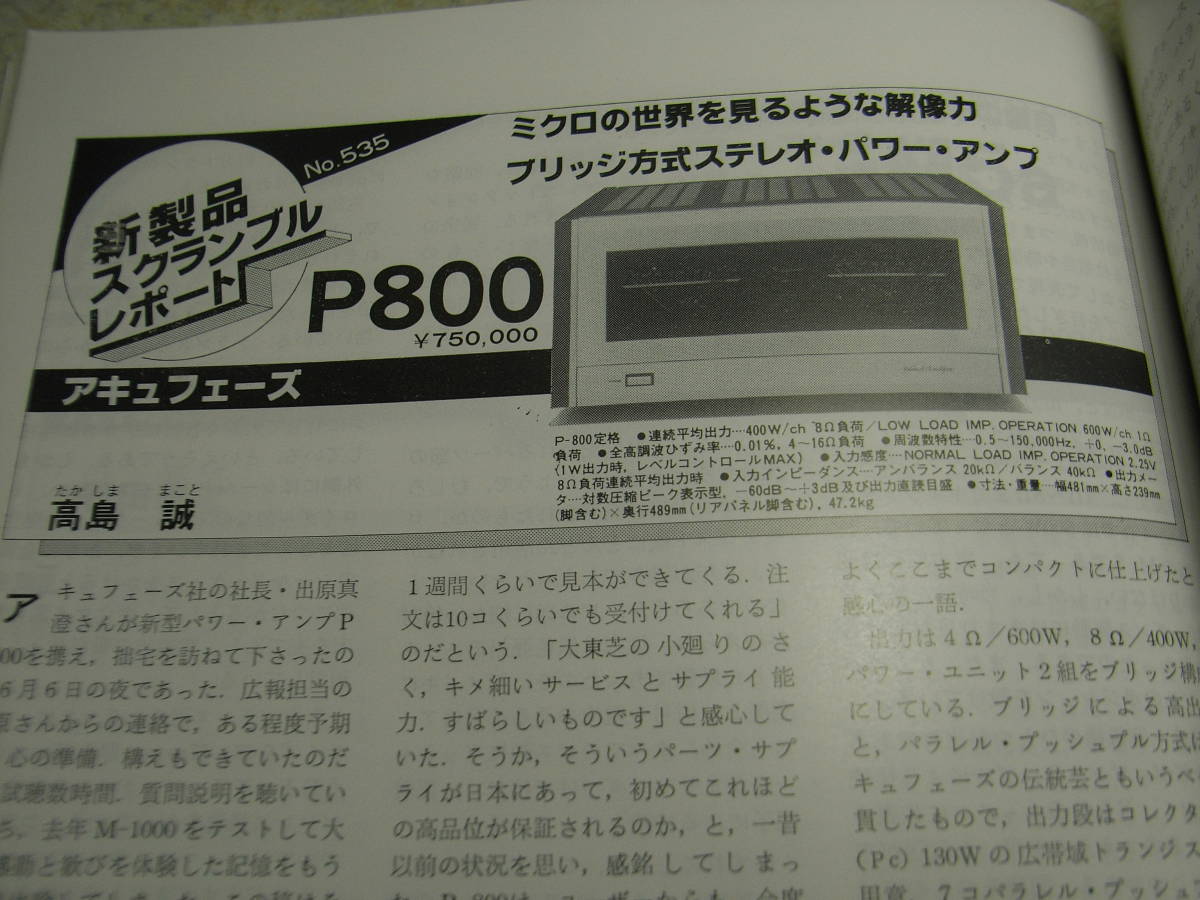 No.535
新製品
スクランブル
レポート
ミクロの世界を見るような解像力
ブリッジ方式ステレオ・パワー・アンプ
P800
¥750,000
アキュフェーズ
たかしま まこと
高島 誠
P-800定格 ●連続平均出力…400W/ch 8Ω負荷/LOW LOAD IMP. OPERATION 600W/ch 1Ω
負荷 ●全高調波ひずみ率…0.01%, 4〜16Ω負荷 ●周波数特性…0.5〜150,000Hz, +0, −3.0dB
(1W出力時, レベルコントロールMAX) ●入力感度…NORMAL LOAD IMP. OPERATION 2.25V
8Ω負荷連続平均出力時 ●入力インピーダンス…アンバランス 20kΩ/バランス 40kΩ ●出力メー
タ…対数圧縮ピーク表示型, −60dB〜+3dB及び出力直読目盛 ●寸法・重量…幅481mm×高さ239mm
(脚含む)×奥行489mm(リアパネル脚含む), 47.2kg
ア キュフェーズ社の社長・出原真
澄さんが新型パワー・アンプP
00を携え，拙宅を訪ねて下さったの
6月6日の夜であった．広報担当の
原さんからの連絡で，ある程度予期
心の準備．構えもできていたのだ
試聴数時間．質問説明を聴いてい
ち，去年M-1000をテストして大
感動と歓びを体験した記憶をもう
1週間くらいで見本ができてくる．注
文は10コくらいでも受付けてくれる」
のだという．「大東芝の小廻りのさ
く，キメ細いサービスとサプライ能
力．すばらしいものです」と感心して
いた．そうか，そういうパーツ・サプ
ライが日本にあって，初めてこれほど
の高品位が保証されるのか，と，一昔
以前の状況を思い，感銘してしまっ
よくここまでコンパクトに仕上げたと
感心の一語．
出力は4Ω/600W，8Ω/400W，
パワー・ユニット2組をブリッジ構
にしている．ブリッジによる高出
と，パラレル・プッシュプル方式は
キュフェーズの伝統芸ともいうべ
貫したもので，出力段はコレクタ
(Pc) 130Wの広帯域トランジス
用意，7コパラレル・プッシュ